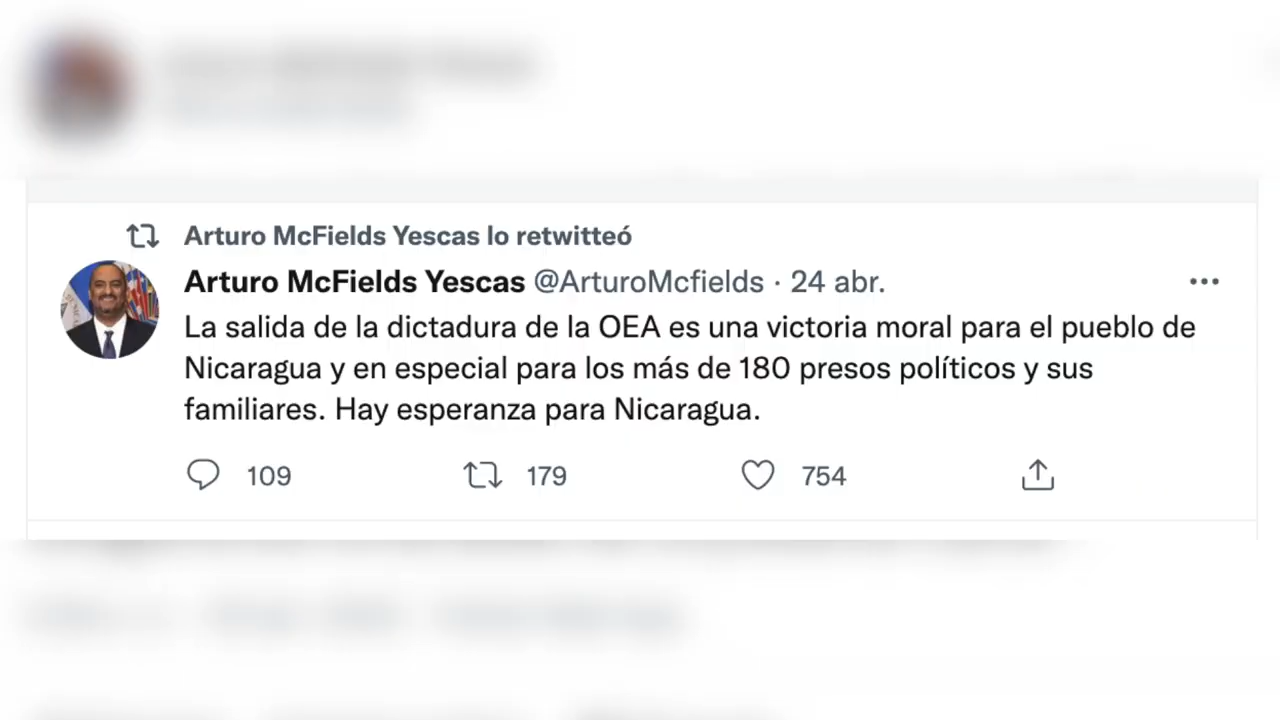 Arturo McFields Yescas lo retwitteó
Arturo McFields Yescas @ArturoMcfields · 24 abr.
La salida de la dictadura de la OEA es una victoria moral para el pueblo de
Nicaragua y en especial para los más de 180 presos políticos y sus
familiares. Hay esperanza para Nicaragua.
109 179 754